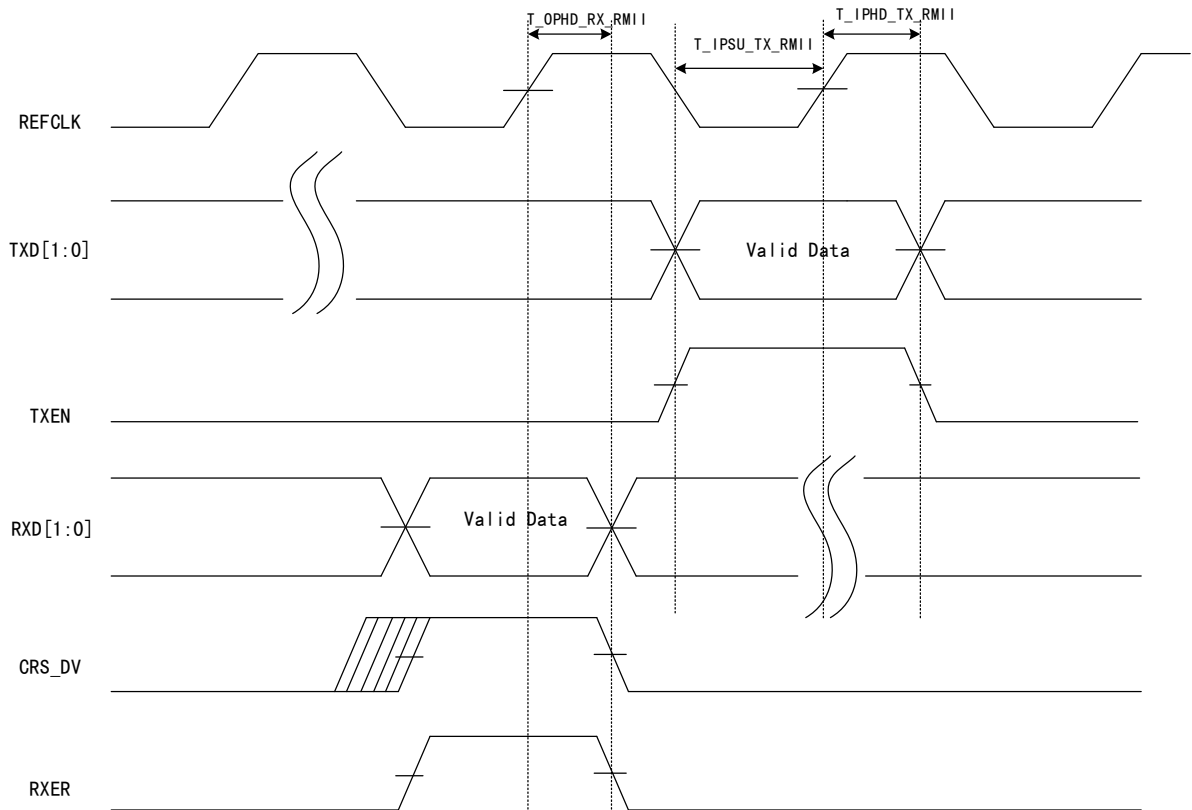 T_OPHD_RX_RMII
T_IPSU_TX_RMII
T_IPHD_TX_RMII
REFCLK
TXD[1:0]
Valid Data
TXEN
RXD[1:0]
Valid Data
CRS_DV
RXER